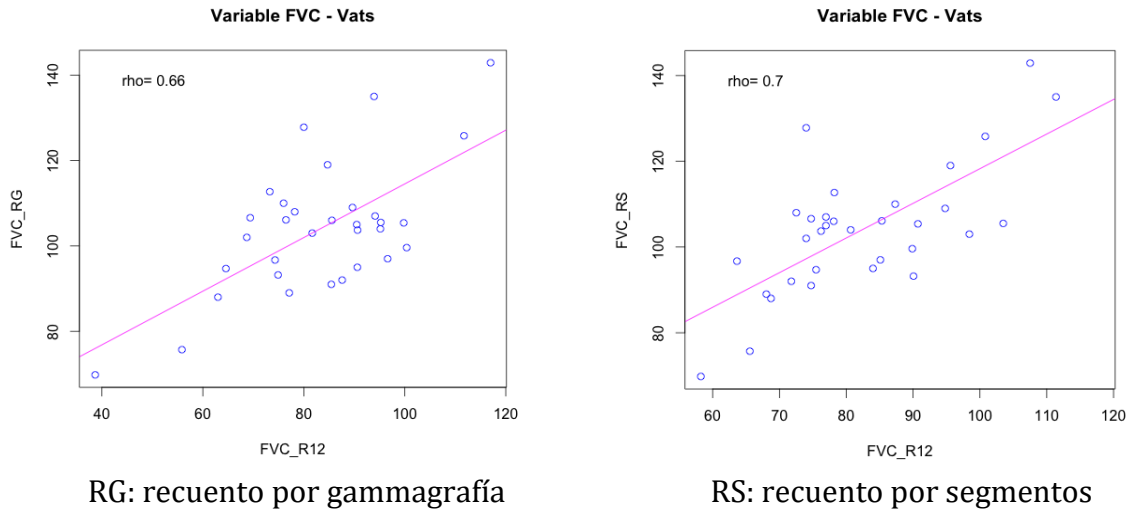 Variable FVC - Vats
rho= 0.66
FVC_RG
140
120
100
80
40 60 80 100 120
FVC_R12
RG: recuento por gammagrafía
Variable FVC - Vats
rho= 0.7
FVC_RS
140
120
100
80
60 70 80 90 100 110 120
FVC_R12
RS: recuento por segmentos